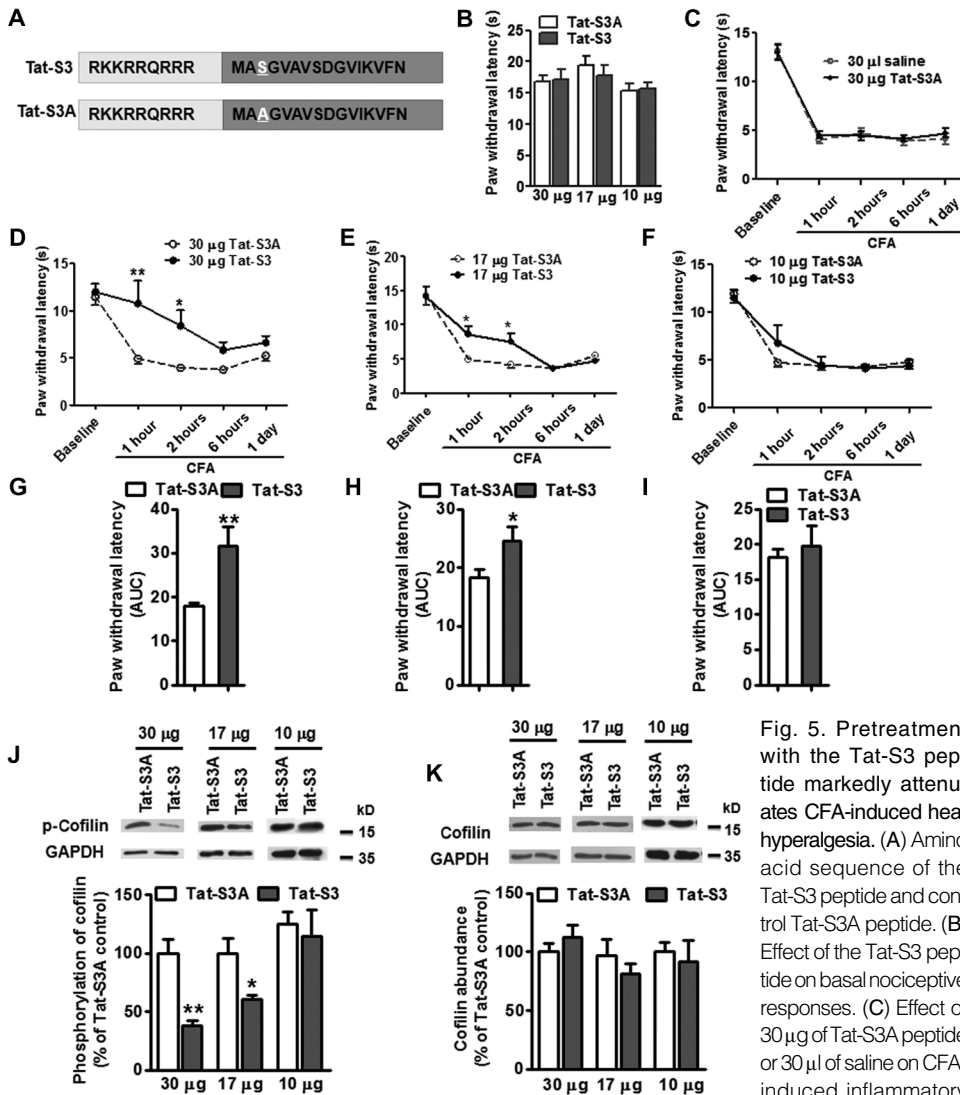 A
Tat-S3 RKKRRQRRR MASGVAVSDGVIKVFN
Tat-S3A RKKRRQRRR MAAGVAVSDGVIKVFN
B
Tat-S3A
Tat-S3
Paw withdrawal latency (s)
25
20
15
10
5
0
30 μg 17 μg 10 μg
C
30 μl saline
30 μg Tat-S3A
Paw withdrawal latency (s)
15
10
5
0
Baseline 1 hour 2 hours 6 hours 1 day
CFA
D
30 μg Tat-S3A
30 μg Tat-S3
Paw withdrawal latency (s)
15
10
5
0
**
*
Baseline 1 hour 2 hours 6 hours 1 day
CFA
E
17 μg Tat-S3A
17 μg Tat-S3
Paw withdrawal latency (s)
20
15
10
5
0
* *
Baseline 1 hour 2 hours 6 hours 1 day
CFA
F
10 μg Tat-S3A
10 μg Tat-S3
Paw withdrawal latency (s)
15
10
5
0
Baseline 1 hour 2 hours 6 hours 1 day
CFA
G
Tat-S3A Tat-S3
Paw withdrawal latency
(AUC)
40
30
20
10
0
**
H
Tat-S3A Tat-S3
Paw withdrawal latency
(AUC)
30
20
10
0
*
I
Tat-S3A
Tat-S3
Paw withdrawal latency
(AUC)
25
20
15
10
5
0
J
30 μg 17 μg 10 μg
Tat-S3A Tat-S3 Tat-S3A Tat-S3 Tat-S3A Tat-S3
kD
p-Cofilin 15
GAPDH 35
Tat-S3A Tat-S3
Phosphorylation of cofilin
(% of Tat-S3A control)
150
100
50
0
** *
30 μg 17 μg 10 μg
K
30 μg 17 μg 10 μg
Tat-S3A Tat-S3 Tat-S3A Tat-S3 Tat-S3A Tat-S3
kD
Cofilin 15
GAPDH 35
Tat-S3A Tat-S3
Cofilin abundance
(% of Tat-S3A control)
150
100
50
0
30 μg 17 μg 10 μg
Fig. 5. Pretreatment
with the Tat-S3 pep
tide markedly attenu
ates CFA-induced hea
hyperalgesia. (A) Amino
acid sequence of the
Tat-S3 peptide and con
trol Tat-S3A peptide. (B
Effect of the Tat-S3 pep
tide on basal nociceptive
responses. (C) Effect o
30 μg of Tat-S3A peptide
or 30 μl of saline on CFA
induced inflammatory